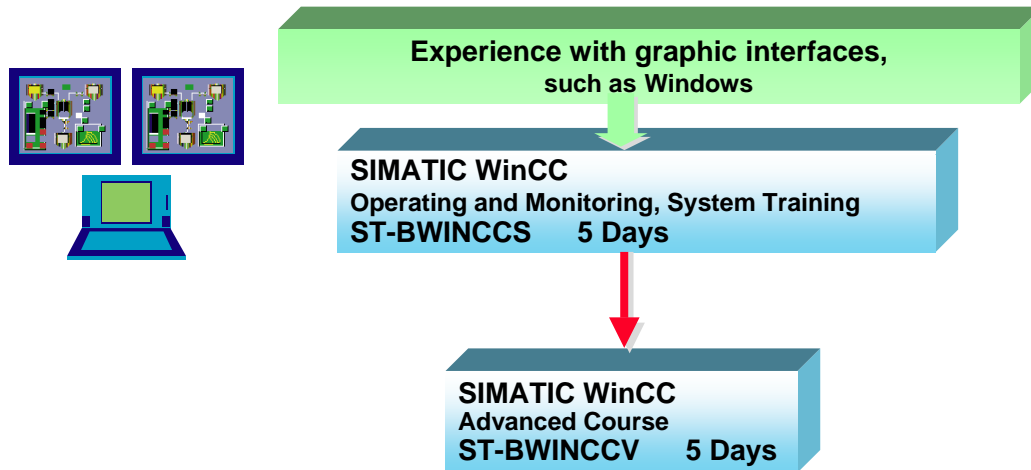 Experience with graphic interfaces,
such as Windows
SIMATIC WinCC
Operating and Monitoring, System Training
ST-BWINCCS 5 Days
SIMATIC WinCC
Advanced Course
ST-BWINCCV 5 Days